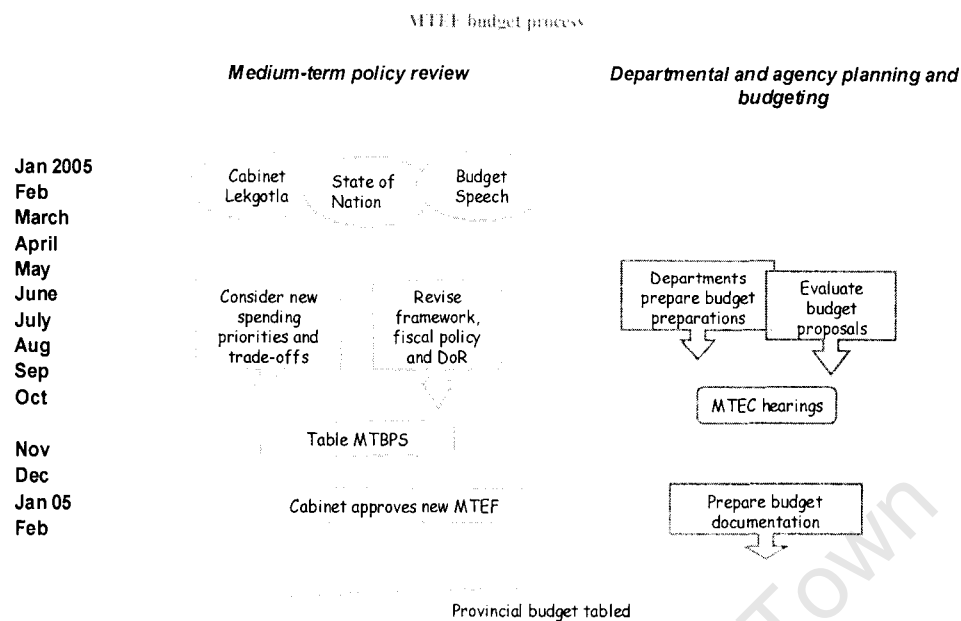 MTEF budget process
Medium-term policy review
Departmental and agency planning and
budgeting
Jan 2005
Feb
March
April
May
June
July
Aug
Sep
Oct
Nov
Dec
Jan 05
Feb
Cabinet
Lekgotla
State of
Nation
Budget
Speech
Consider new
spending
priorities and
trade-offs
Revise
framework,
fiscal policy
and DoR
Departments
prepare budget
preparations
Evaluate
budget
proposals
MTEC hearings
Table MTBPS
Cabinet approves new MTEF
Prepare budget
documentation
Provincial budget tabled
Town